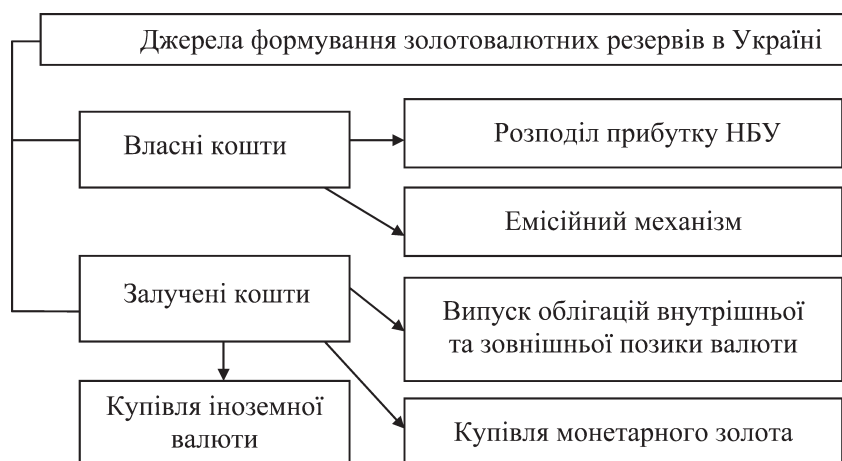 Джерела формування золотовалютних резервів в Україні
Власні кошти
Розподіл прибутку НБУ
Емісійний механізм
Залучені кошти
Випуск облігацій внутрішньої
та зовнішньої позики валюти
Купівля іноземної
валюти
Купівля монетарного золота